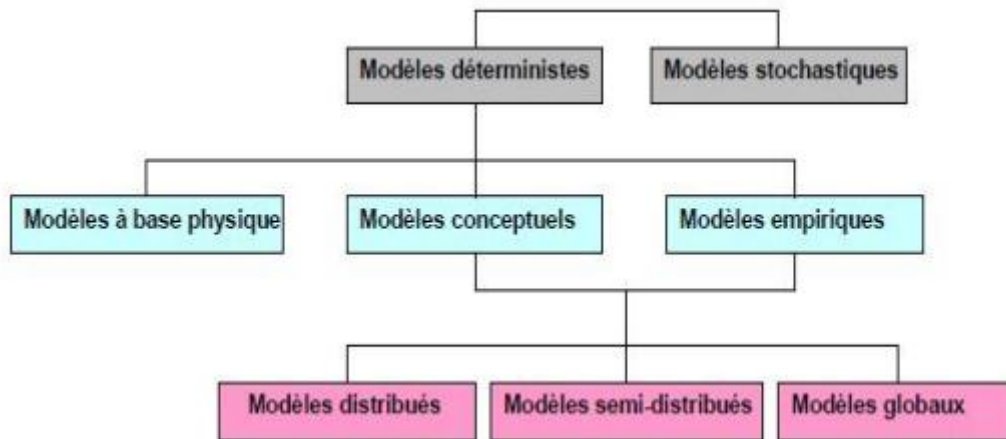 Modèles déterministes
Modèles stochastiques
Modèles à base physique
Modèles conceptuels
Modèles empiriques
Modèles distribués
Modèles semi-distribués
Modèles globaux